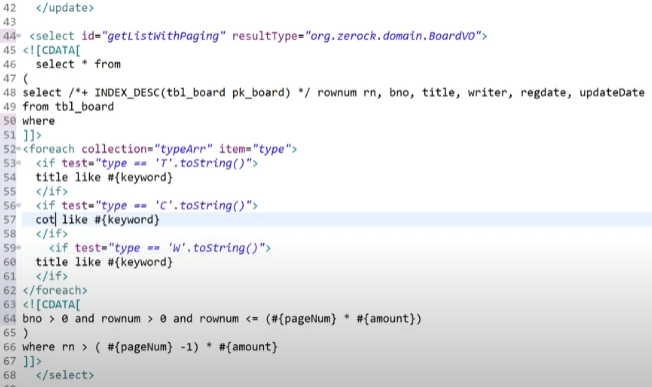 42 </update>
43
44 <select id="getListWithPaging" resultType="org.zerock.domain.BoardVO">
45 <![CDATA[
46 select * from
47 (
48 select /*+ INDEX_DESC(tbl_board pk_board) */ rownum rn, bno, title, writer, regdate, updateDate
49 from tbl_board
50 where
51 ]]>
52 <foreach collection="typeArr" item="type">
53 <if test="type == 'T'.toString()">
54 title like #{keyword}
55 </if>
56 <if test="type == 'C'.toString()">
57 cot like #{keyword}
58 </if>
59 <if test="type == 'W'.toString()">
60 title like #{keyword}
61 </if>
62 </foreach>
63 <![CDATA[
64 bno > 0 and rownum > 0 and rownum <= (#{pageNum} * #{amount})
65 )
66 where rn > ( #{pageNum} -1) * #{amount}
67 ]]>
68 </select>